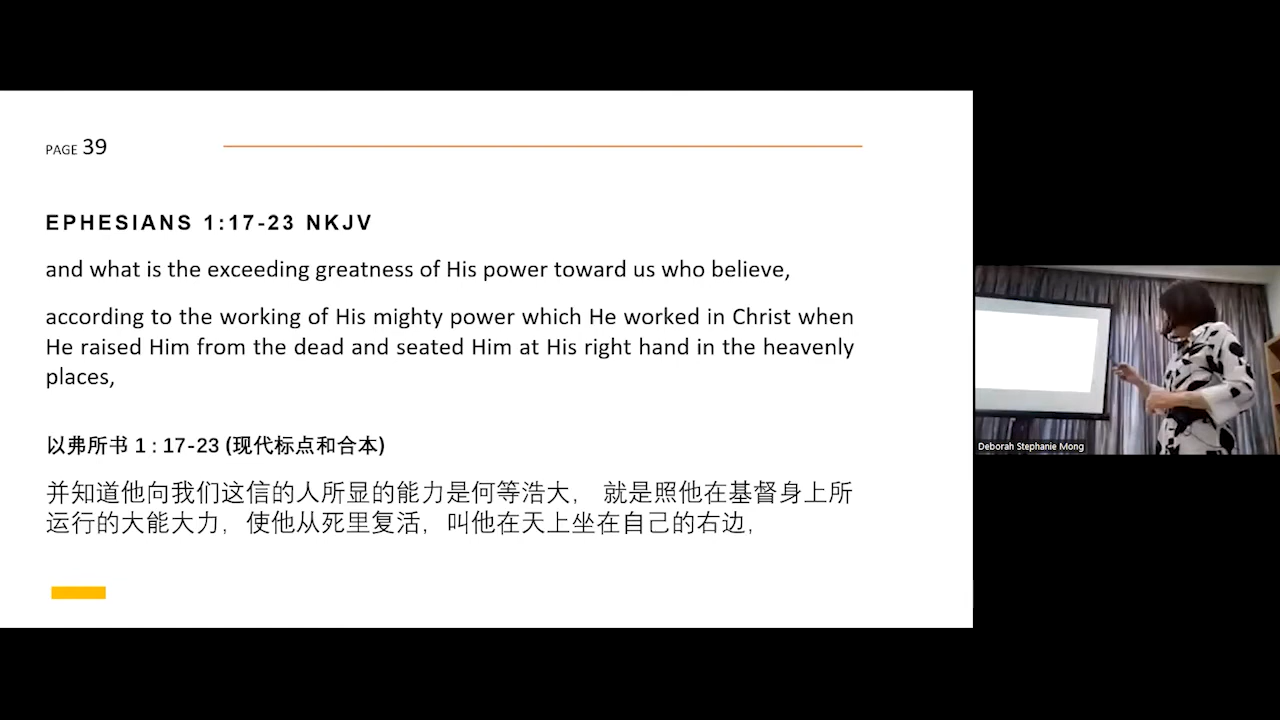 PAGE 39
EPHESIANS 1:17-23 NKJV
and what is the exceeding greatness of His power toward us who believe,
according to the working of His mighty power which He worked in Christ when
He raised Him from the dead and seated Him at His right hand in the heavenly
places,
以弗所书 1 : 17-23 (现代标点和合本)
并知道他向我们这信的人所显的能力是何等浩大， 就是照他在基督身上所
运行的大能大力，使他从死里复活，叫他在天上坐在自己的右边，
Deborah Stephanie Mong